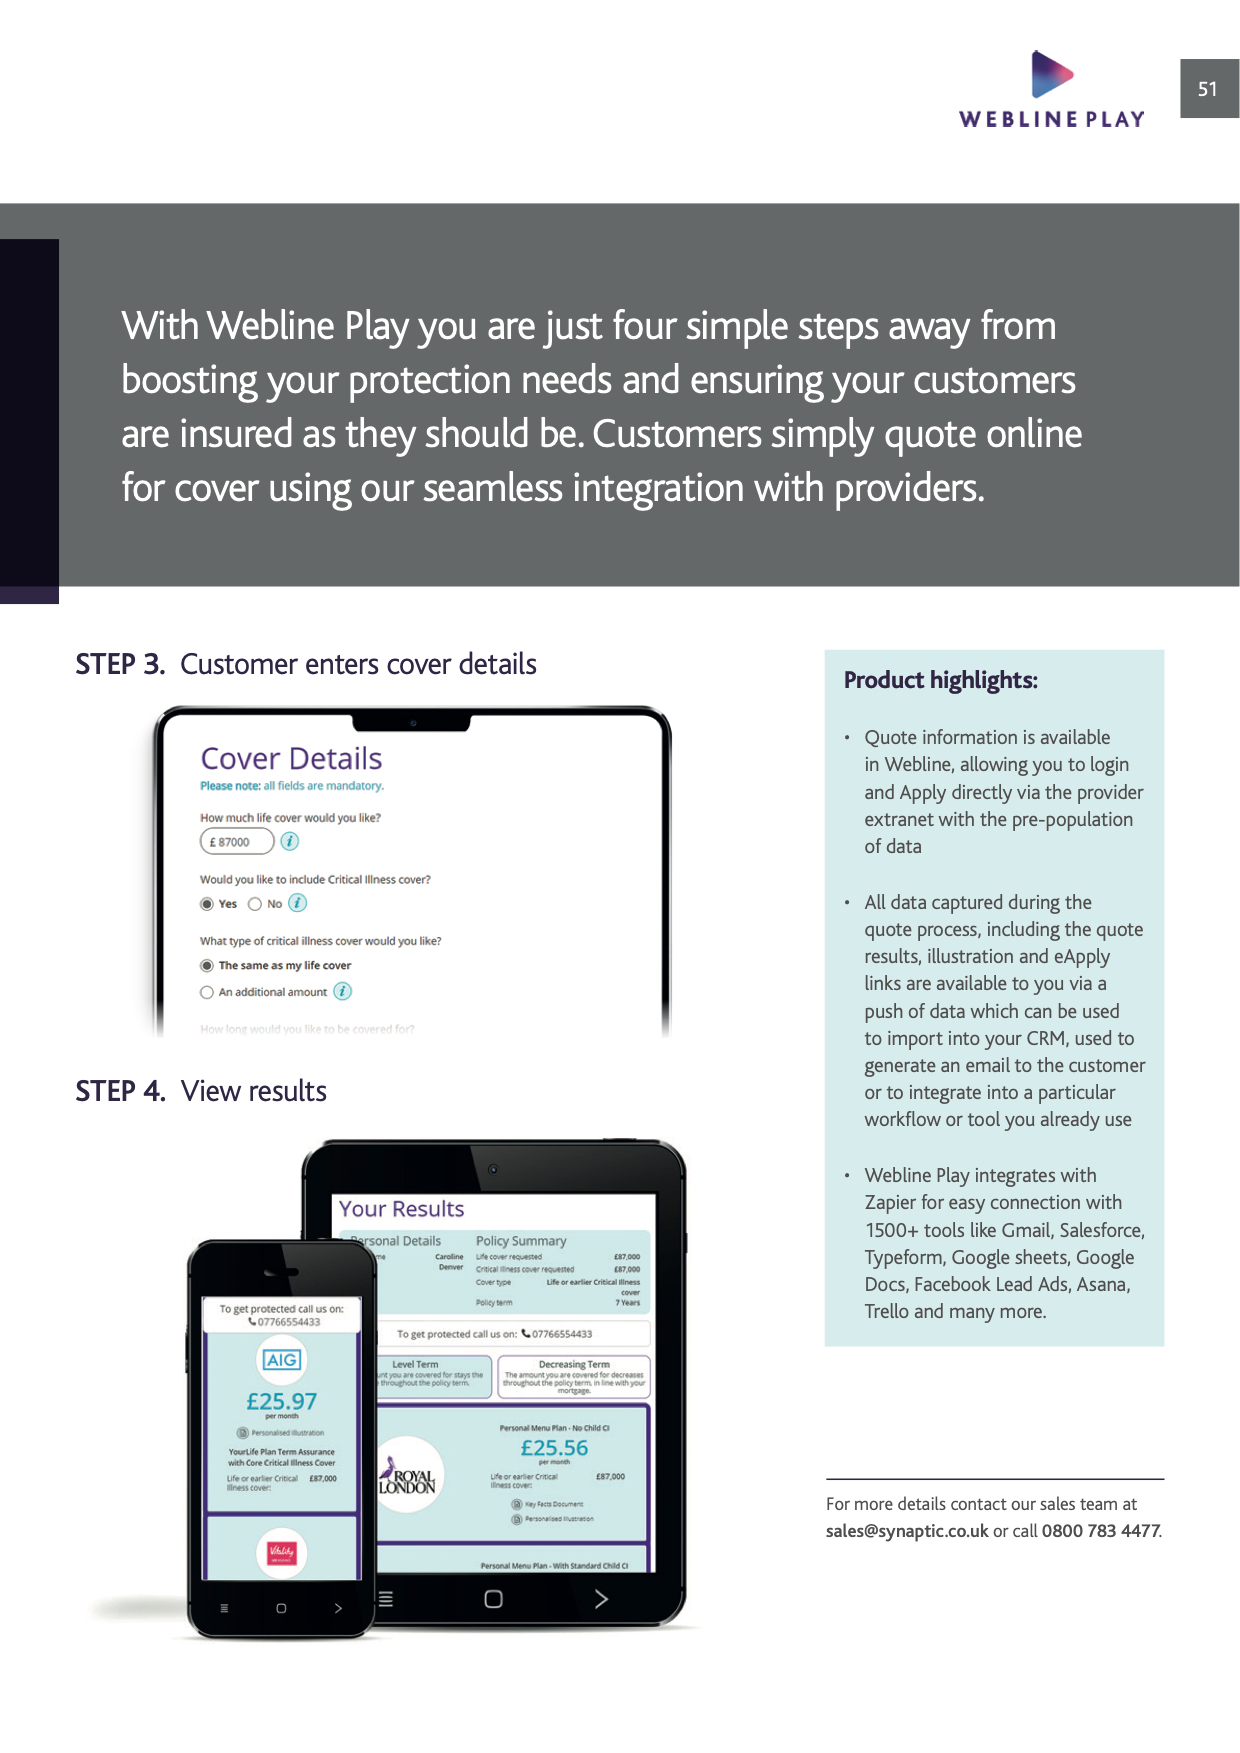 WEBLINE PLAY
51
With Webline Play you are just four simple steps away from
boosting your protection needs and ensuring your customers
are insured as they should be. Customers simply quote online
for cover using our seamless integration with providers.
STEP 3. Customer enters cover details
Cover Details
Please note: all fields are mandatory.
How much life cover would you like?
£ 87000 i
Would you like to include Critical Illness cover?
Yes No i
What type of critical illness cover would you like?
The same as my life cover
An additional amount i
How long would you like to be covered for?
STEP 4. View results
Your Results
ersonal Details Policy Summary
me Caroline Life cover requested £87,000
Denver Critical illness cover requested £87,000
Cover type Life or earlier Critical Illness
cover
Policy term 7 Years
To get protected call us on: 07766554433
Level Term
unt you are covered for stays the
throughout the policy term.
Decreasing Term
The amount you are covered for decreases
throughout the policy term, in line with your
mortgage.
Personal Menu Plan - No Child CI
£25.56
per month
ROYAL
LONDON
Life or earlier Critical £87,000
illness cover:
Key Facts Document
Personalised Illustration
Personal Menu Plan - With Standard Child CI
To get protected call us on:
07766554433
AIG
£25.97
per month
Personalised Illustration
YourLife Plan Term Assurance
with Core Critical Illness Cover
Life or earlier Critical £87,000
illness cover:
Vitality
Product highlights:
• Quote information is available
in Webline, allowing you to login
and Apply directly via the provider
extranet with the pre-population
of data
• All data captured during the
quote process, including the quote
results, illustration and eApply
links are available to you via a
push of data which can be used
to import into your CRM, used to
generate an email to the customer
or to integrate into a particular
workflow or tool you already use
• Webline Play integrates with
Zapier for easy connection with
1500+ tools like Gmail, Salesforce,
Typeform, Google sheets, Google
Docs, Facebook Lead Ads, Asana,
Trello and many more.
For more details contact our sales team at
sales@synaptic.co.uk or call 0800 783 4477.